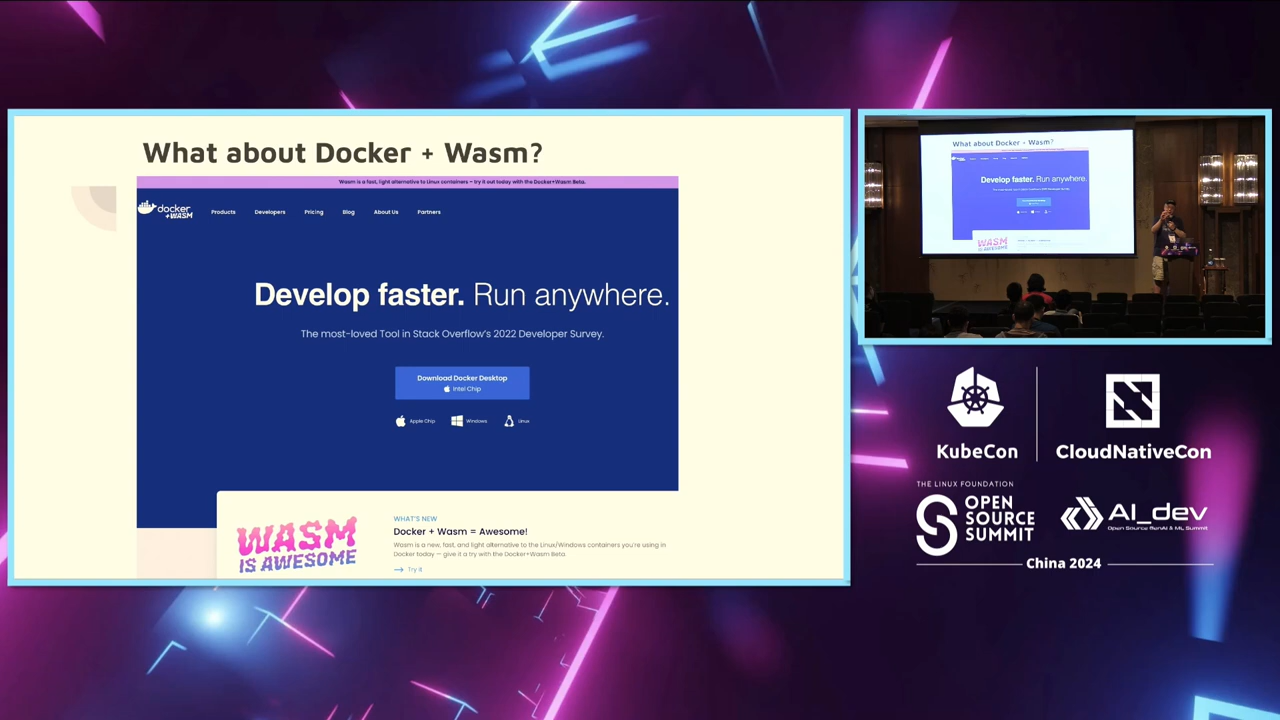 What about Docker + Wasm?
Wasm is a fast, light alternative to Linux containers – try it out today with the Docker+Wasm Beta.
docker
+WASM
Products
Developers
Pricing
Blog
About Us
Partners
Develop faster. Run anywhere.
The most-loved Tool in Stack Overflow's 2022 Developer Survey.
Download Docker Desktop
Intel Chip
Apple Chip
Windows
Linux
WASM
IS AWESOME
WHAT'S NEW
Docker + Wasm = Awesome!
Wasm is a new, fast, and light alternative to the Linux/Windows containers you're using in
Docker today — give it a try with the Docker+Wasm Beta.
Try it
What about Docker + Wasm?
Develop faster. Run anywhere.
WASM
IS AWESOME
KubeCon
CloudNativeCon
THE LINUX FOUNDATION
OPEN
SOURCE
SUMMIT
AI_dev
Open Source GenAI & ML Summit
China 2024